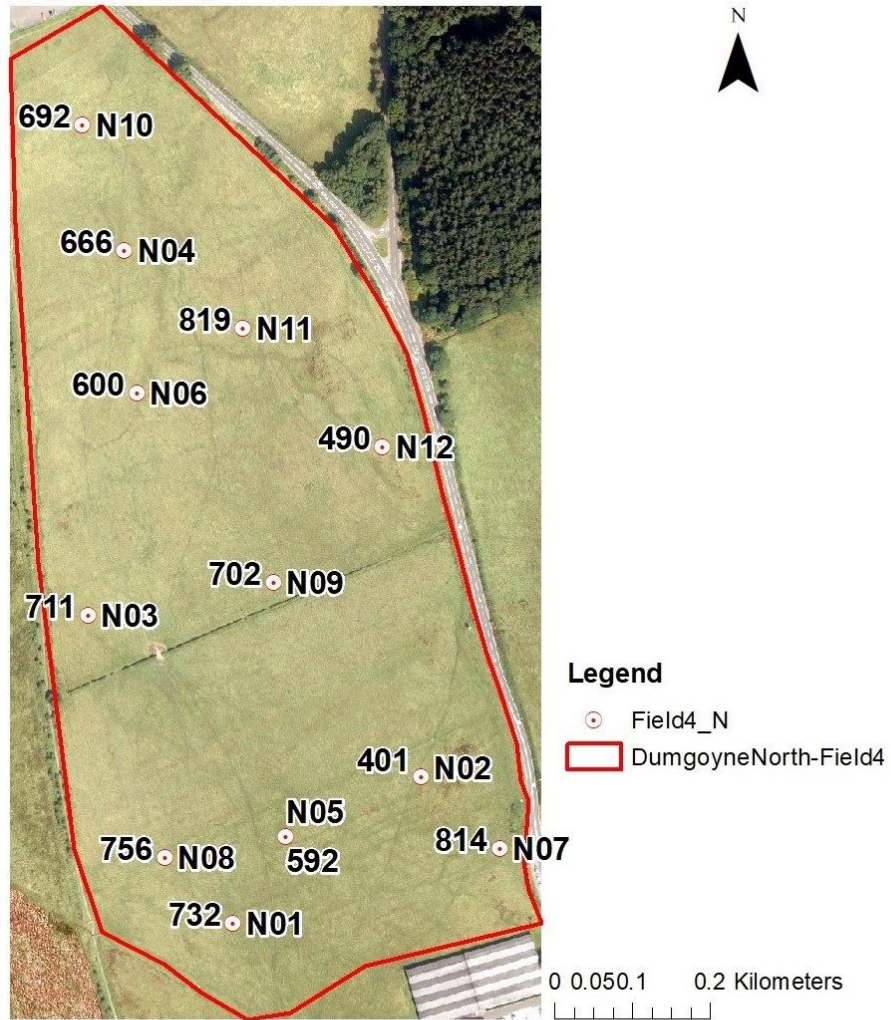 N
692 N10
666 N04
819 N11
600 N06
490 N12
702 N09
711 N03
401 N02
N05
592
814 N07
756 N08
732 N01
Legend
Field4_N
DumgoyneNorth-Field4
0 0.050.1 0.2 Kilometers